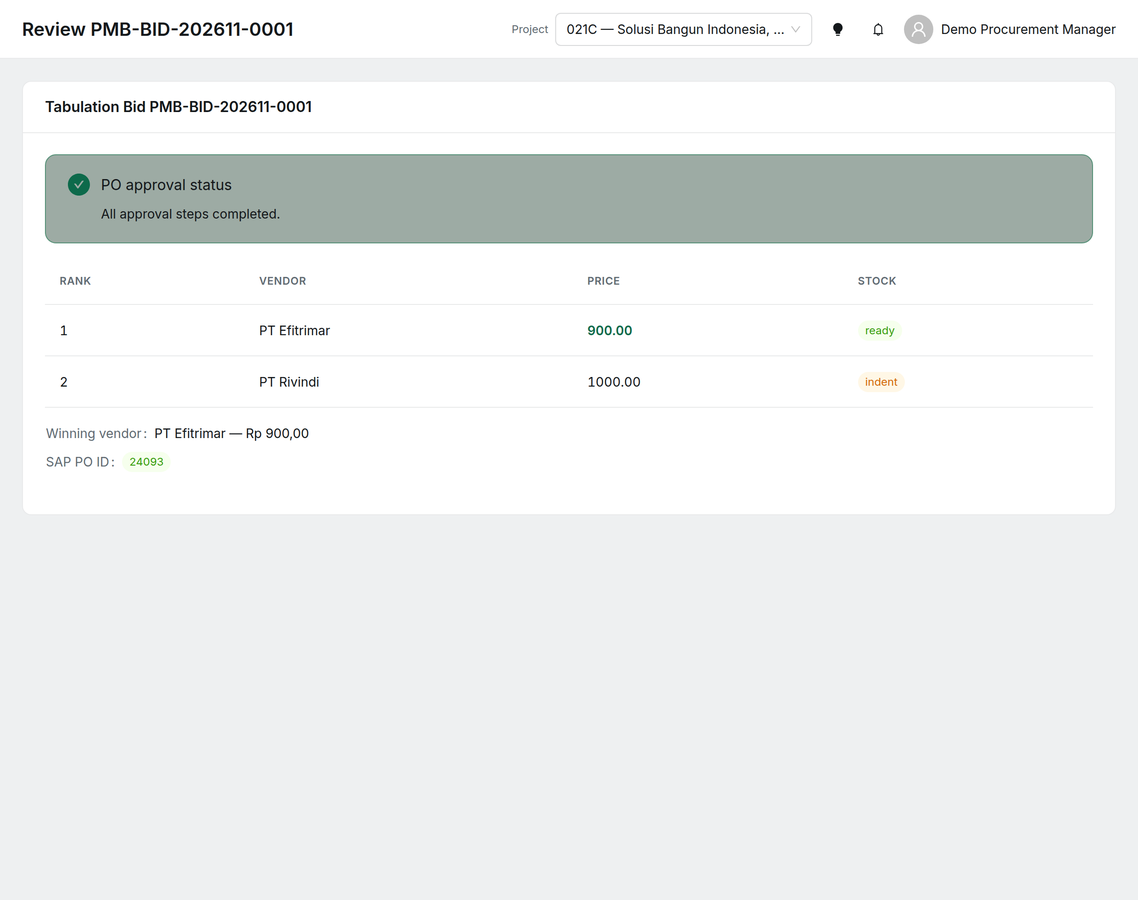 Review PMB-BID-202611-0001
Project 021C — Solusi Bangun Indonesia, ...
Demo Procurement Manager
Tabulation Bid PMB-BID-202611-0001
PO approval status
All approval steps completed.
RANK VENDOR PRICE STOCK
1 PT Efitrimar 900.00 ready
2 PT Rivindi 1000.00 indent
Winning vendor: PT Efitrimar — Rp 900,00
SAP PO ID: 24093